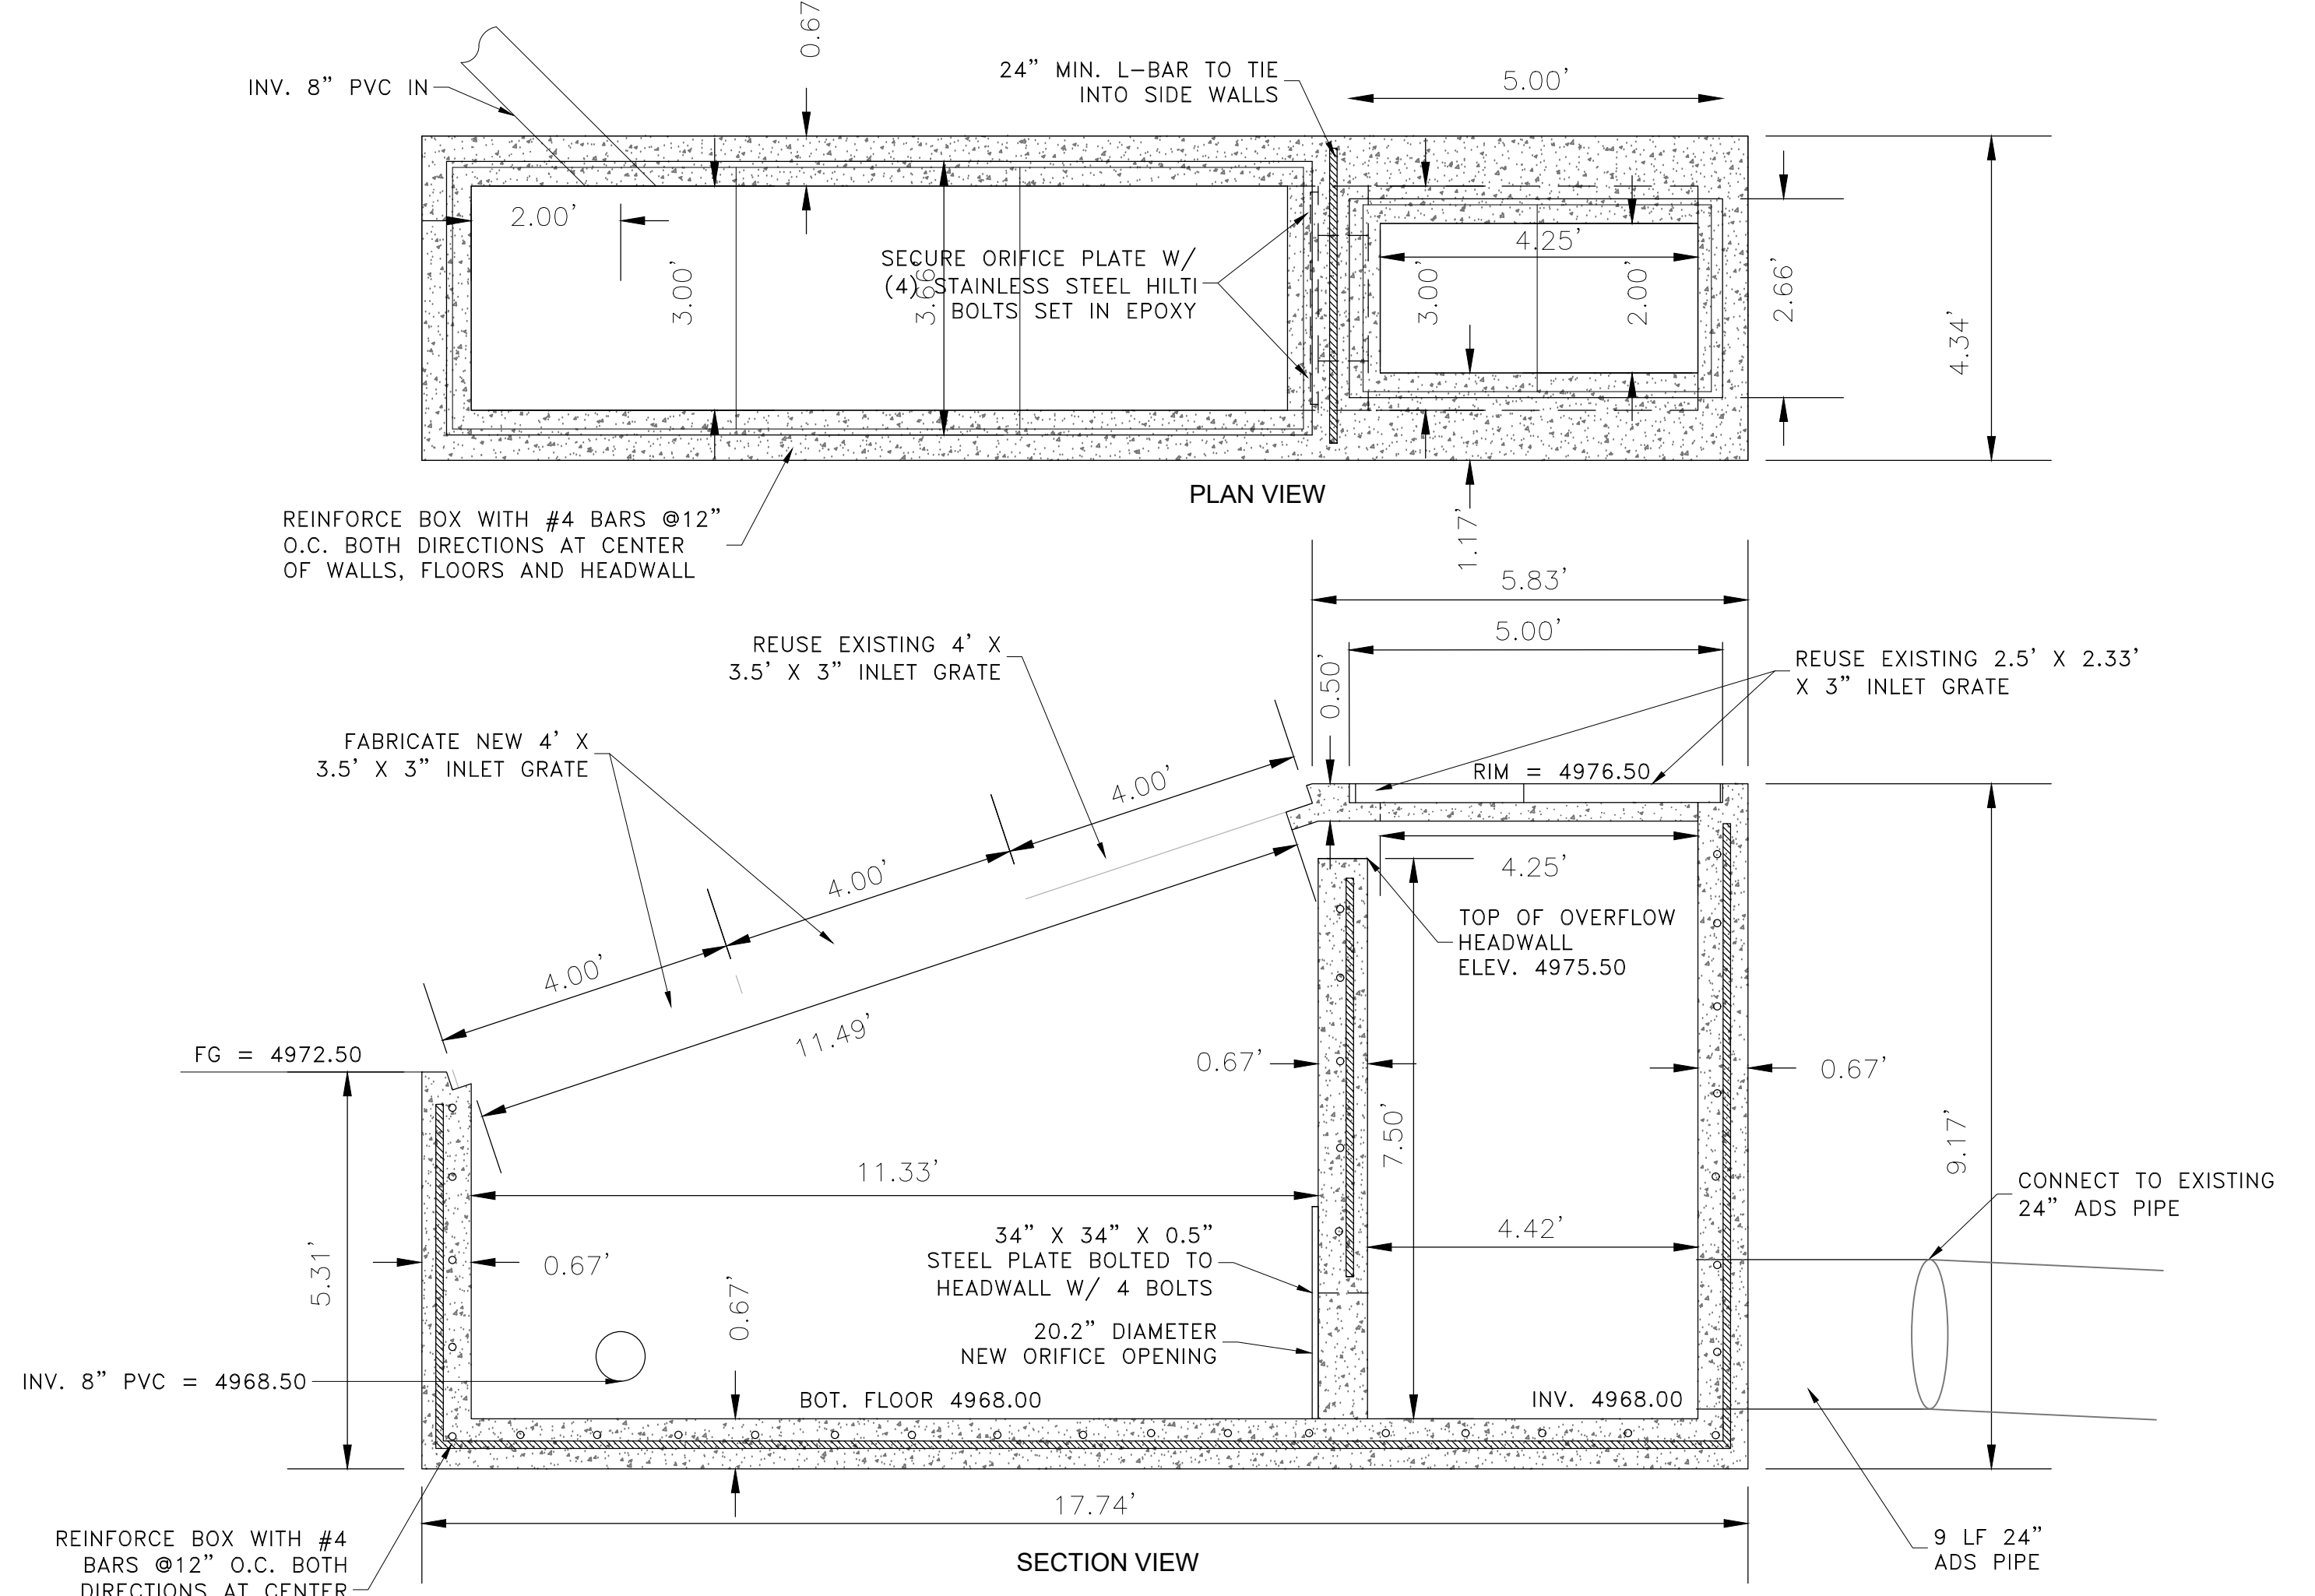 0.67'
INV. 8" PVC IN
24" MIN. L-BAR TO TIE
INTO SIDE WALLS
5.00'
2.00'
3.00'
3.66'
SECURE ORIFICE PLATE W/
(4) STAINLESS STEEL HILTI
BOLTS SET IN EPOXY
4.25'
3.00'
2.00'
2.66'
4.34'
PLAN VIEW
1.17'
REINFORCE BOX WITH #4 BARS @12"
O.C. BOTH DIRECTIONS AT CENTER
OF WALLS, FLOORS AND HEADWALL
5.83'
5.00'
0.50'
REUSE EXISTING 4' X
3.5' X 3" INLET GRATE
REUSE EXISTING 2.5' X 2.33'
X 3" INLET GRATE
FABRICATE NEW 4' X
3.5' X 3" INLET GRATE
RIM = 4976.50
4.00'
4.00'
4.00'
11.49'
4.25'
TOP OF OVERFLOW
HEADWALL
ELEV. 4975.50
FG = 4972.50
0.67'
0.67'
7.50'
9.17'
11.33'
CONNECT TO EXISTING
24" ADS PIPE
34" X 34" X 0.5"
STEEL PLATE BOLTED TO
HEADWALL W/ 4 BOLTS
4.42'
5.31'
0.67'
0.67'
20.2" DIAMETER
NEW ORIFICE OPENING
INV. 8" PVC = 4968.50
BOT. FLOOR 4968.00
INV. 4968.00
17.74'
SECTION VIEW
9 LF 24"
ADS PIPE
REINFORCE BOX WITH #4
BARS @12" O.C. BOTH
DIRECTIONS AT CENTER